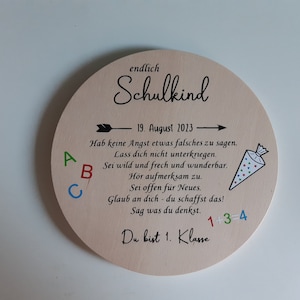 endlich
Schulkind
19. August 2023
Hab keine Angst etwas falsches zu sagen.
Lass dich nicht unterkriegen.
Sei wild und frech und wunderbar.
Hör aufmerksam zu.
Sei offen für Neues.
Glaub an dich - du schaffst das!
Sag was du denkst.
A
B
C
1+3=4
Du bist 1. Klasse